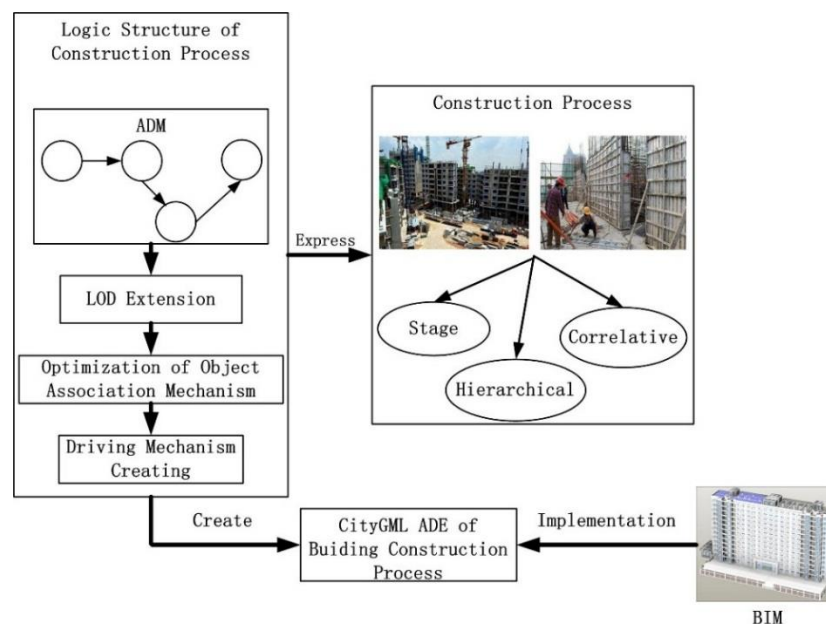 Logic Structure of
Construction Process
ADM
LOD Extension
Optimization of Object
Association Mechanism
Driving Mechanism
Creating
Express
Construction Process
Stage
Hierarchical
Correlative
Create
CityGML ADE of
Buiding Construction
Process
Implementation
BIM